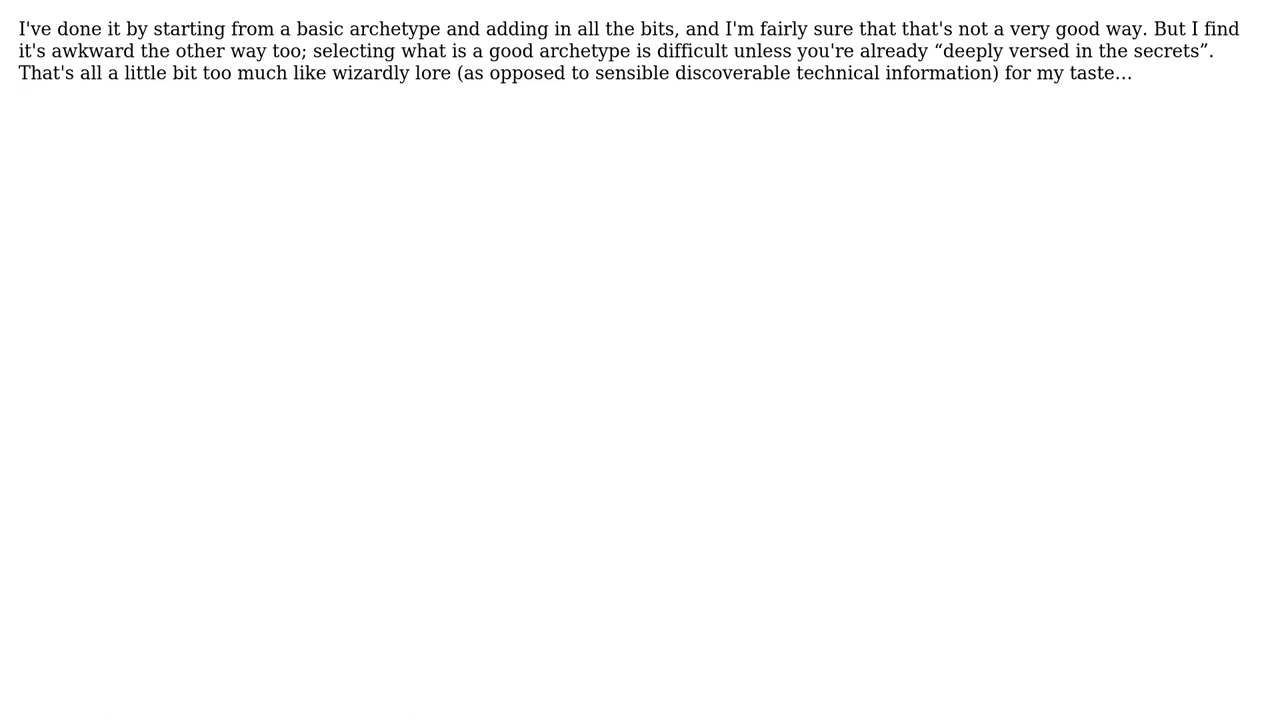 I've done it by starting from a basic archetype and adding in all the bits, and I'm fairly sure that that's not a very good way. But I find
it's awkward the other way too; selecting what is a good archetype is difficult unless you're already “deeply versed in the secrets”.
That's all a little bit too much like wizardly lore (as opposed to sensible discoverable technical information) for my taste…